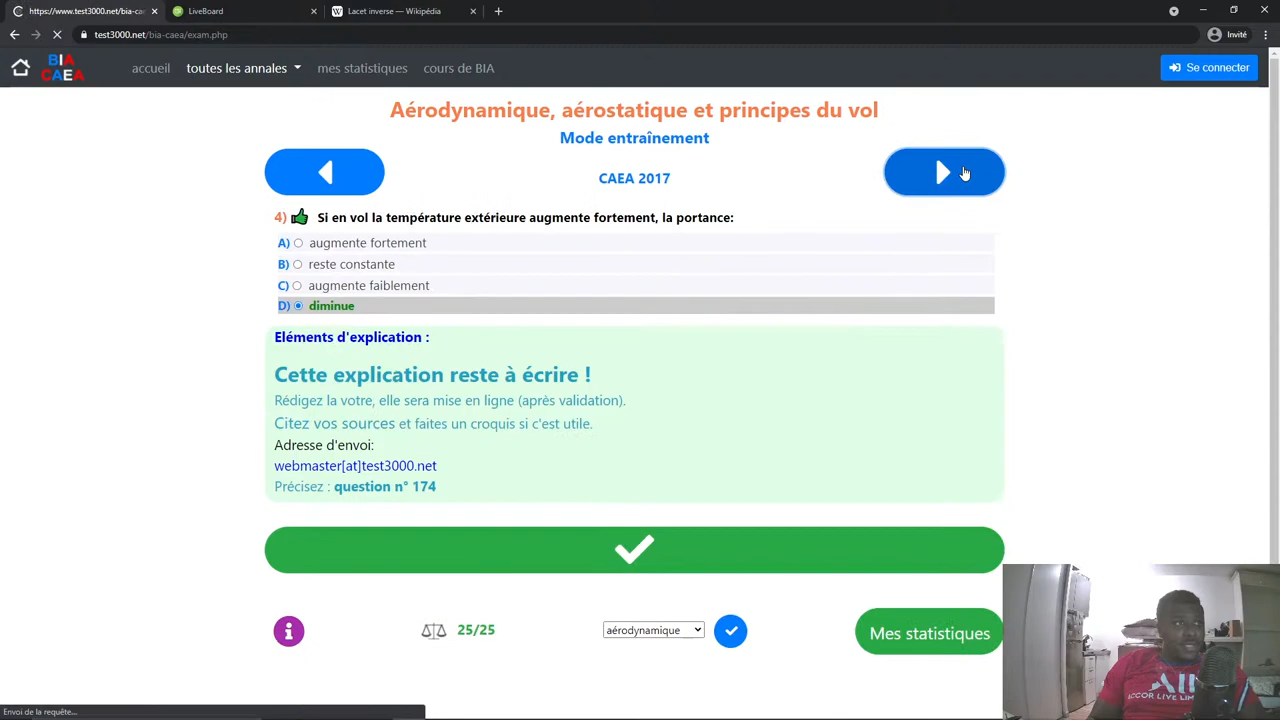 https://www.test3000.net/bia-ca
LiveBoard
Lacet inverse — Wikipédia
test3000.net/bia-caea/exam.php
Invité
BIA
CAEA
accueil
toutes les annales
mes statistiques
cours de BIA
Se connecter
Aérodynamique, aérostatique et principes du vol
Mode entraînement
CAEA 2017
4) Si en vol la température extérieure augmente fortement, la portance:
A) augmente fortement
B) reste constante
C) augmente faiblement
D) diminue
Eléments d'explication :
Cette explication reste à écrire !
Rédigez la votre, elle sera mise en ligne (après validation).
Citez vos sources et faites un croquis si c'est utile.
Adresse d'envoi:
webmaster[at]test3000.net
Précisez : question n° 174
25/25
aérodynamique
Mes statistiques
ACCOR LIVE LIM
Envoi de la requête...